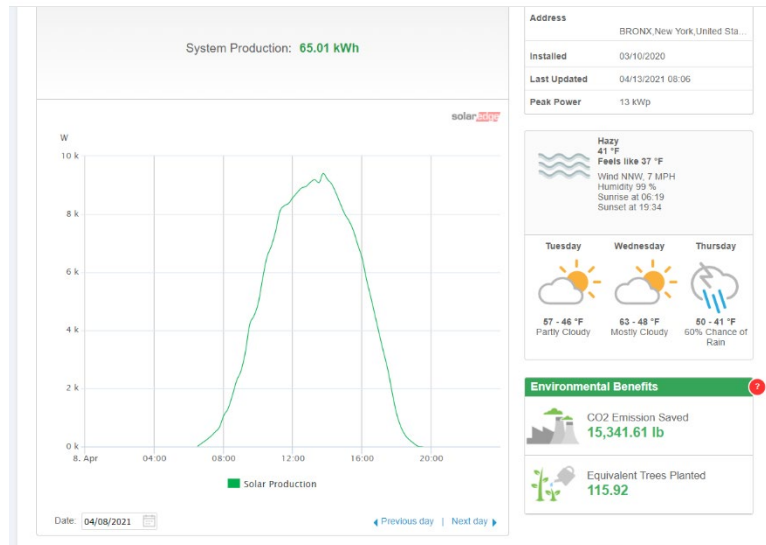 System Production: 65.01 kWh
solaredge
W
10 k
8 k
6 k
4 k
2 k
0 k
8. Apr 04:00 08:00 12:00 16:00 20:00
Solar Production
Date: 04/08/2021
Previous day | Next day
Address
BRONX,New York,United Sta...
Installed 03/10/2020
Last Updated 04/13/2021 08:06
Peak Power 13 kWp
Hazy
41 °F
Feels like 37 °F
Wind NNW, 7 MPH
Humidity 99 %
Sunrise at 06:19
Sunset at 19:34
Tuesday Wednesday Thursday
57 - 46 °F 63 - 48 °F 50 - 41 °F
Partly Cloudy Mostly Cloudy 60% Chance of
Rain
Environmental Benefits ?
CO2 Emission Saved
15,341.61 lb
Equivalent Trees Planted
115.92